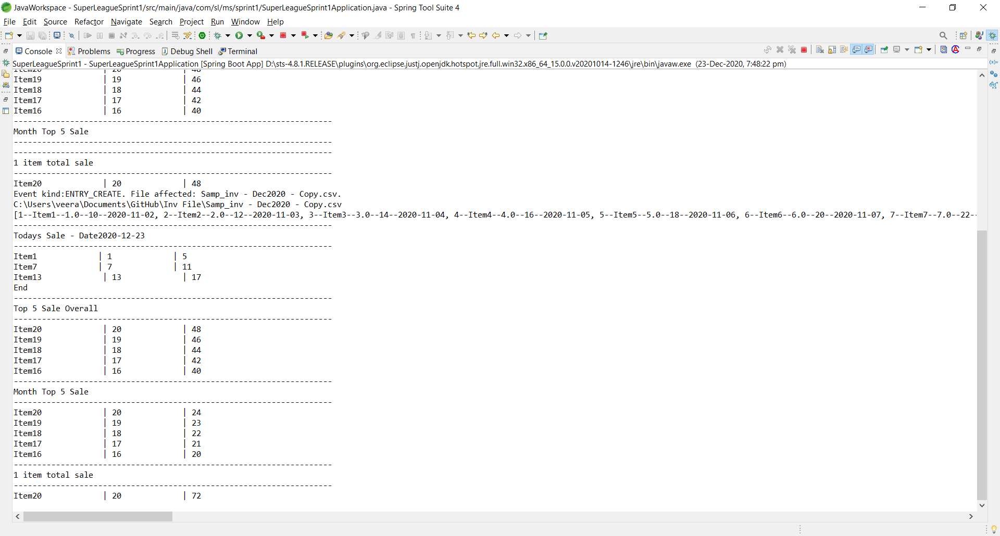 JavaWorkspace - SuperLeagueSprint1/src/main/java/com/sl/ms/sprint1/SuperLeagueSprint1Application.java - Spring Tool Suite 4
File Edit Source Refactor Navigate Search Project Run Window Help
Console Problems Progress Debug Shell Terminal
SuperLeagueSprint1 - SuperLeagueSprint1Application [Spring Boot App] D:\sts-4.8.1.RELEASE\plugins\org.eclipse.justj.openjdk.hotspot.jre.full.win32.x86_64_15.0.0.v20201014-1246\jre\bin\javaw.exe (23-Dec-2020, 7:48:22 pm)
Item20 | 20 | 48
Item19 | 19 | 46
Item18 | 18 | 44
Item17 | 17 | 42
Item16 | 16 | 40
--------------------------------------------------------------------
Month Top 5 Sale
--------------------------------------------------------------------
--------------------------------------------------------------------
1 item total sale
--------------------------------------------------------------------
Item20 | 20 | 48
Event kind:ENTRY_CREATE. File affected: Samp_inv - Dec2020 - Copy.csv.
C:\Users\veera\Documents\GitHub\Inv File\Samp_inv - Dec2020 - Copy.csv
[1--Item1--1.0--10--2020-11-02, 2--Item2--2.0--12--2020-11-03, 3--Item3--3.0--14--2020-11-04, 4--Item4--4.0--16--2020-11-05, 5--Item5--5.0--18--2020-11-06, 6--Item6--6.0--20--2020-11-07, 7--Item7--7.0--22--
--------------------------------------------------------------------
Todays Sale - Date2020-12-23
--------------------------------------------------------------------
Item1 | 1 | 5
Item7 | 7 | 11
Item13 | 13 | 17
End
--------------------------------------------------------------------
Top 5 Sale Overall
--------------------------------------------------------------------
Item20 | 20 | 48
Item19 | 19 | 46
Item18 | 18 | 44
Item17 | 17 | 42
Item16 | 16 | 40
--------------------------------------------------------------------
Month Top 5 Sale
--------------------------------------------------------------------
Item20 | 20 | 24
Item19 | 19 | 23
Item18 | 18 | 22
Item17 | 17 | 21
Item16 | 16 | 20
--------------------------------------------------------------------
1 item total sale
--------------------------------------------------------------------
Item20 | 20 | 72